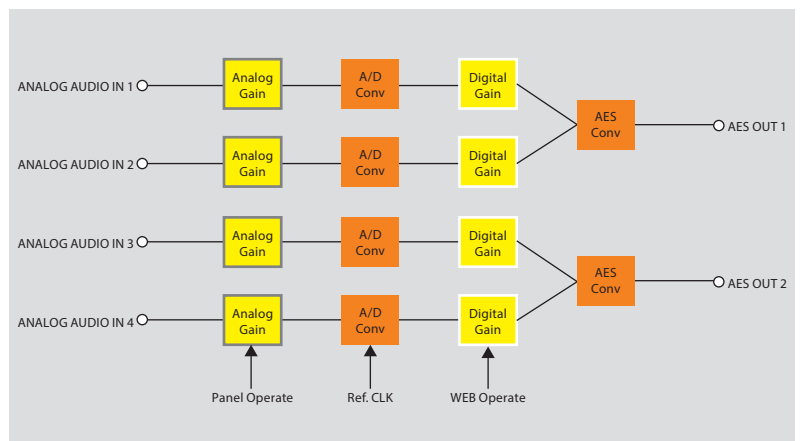 ANALOG AUDIO IN 1
Analog
Gain
A/D
Conv
Digital
Gain
AES
Conv
AES OUT 1
ANALOG AUDIO IN 2
Analog
Gain
A/D
Conv
Digital
Gain
ANALOG AUDIO IN 3
Analog
Gain
A/D
Conv
Digital
Gain
AES
Conv
AES OUT 2
ANALOG AUDIO IN 4
Analog
Gain
A/D
Conv
Digital
Gain
Panel Operate
Ref. CLK
WEB Operate